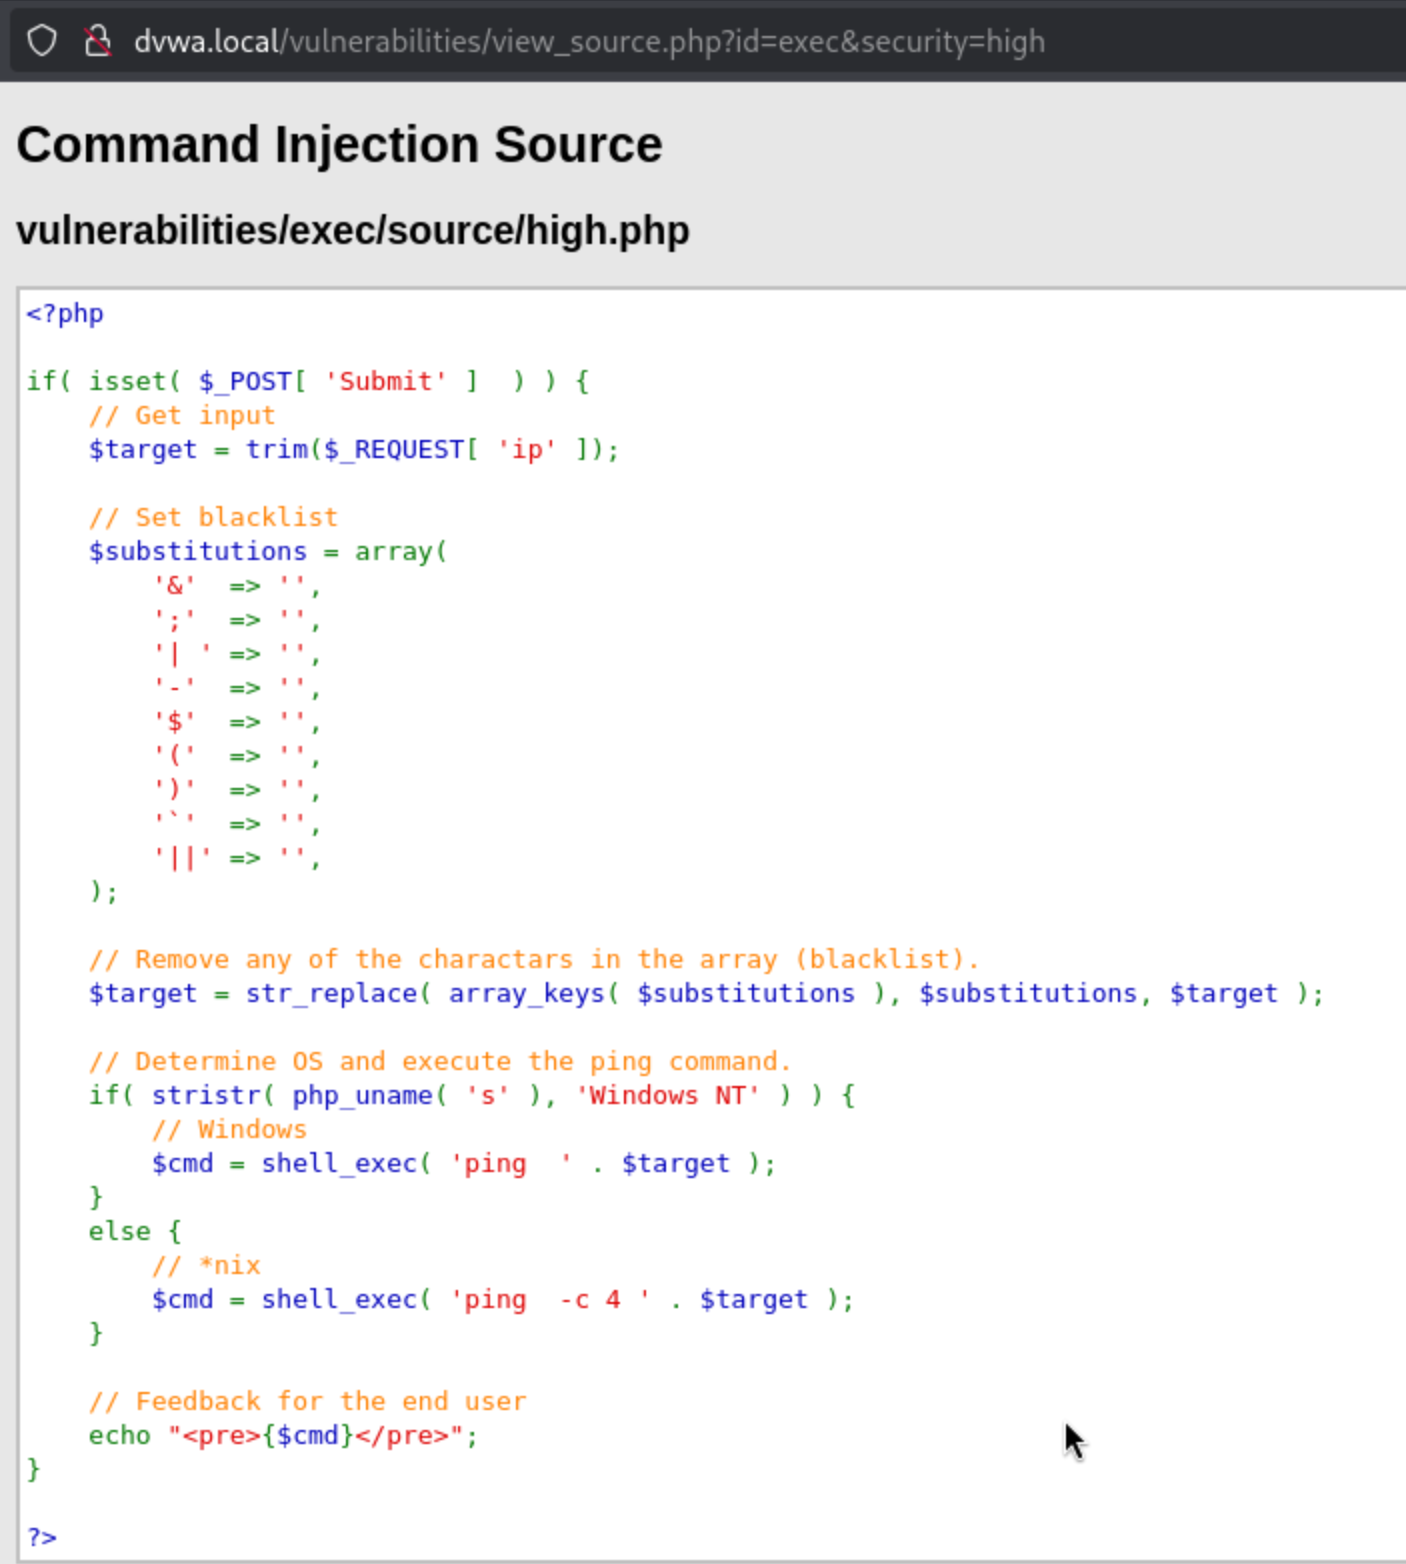 dvwa.local/vulnerabilities/view_source.php?id=exec&security=high
Command Injection Source
vulnerabilities/exec/source/high.php
<?php
if( isset( $_POST[ 'Submit' ]  ) ) {
    // Get input
    $target = trim($_REQUEST[ 'ip' ]);
    // Set blacklist
    $substitutions = array(
        '&'  => '',
        ';'  => '',
        '| ' => '',
        '-'  => '',
        '$'  => '',
        '('  => '',
        ')'  => '',
        '`'  => '',
        '||' => '',
    );
    // Remove any of the charactars in the array (blacklist).
    $target = str_replace( array_keys( $substitutions ), $substitutions, $target );
    // Determine OS and execute the ping command.
    if( stristr( php_uname( 's' ), 'Windows NT' ) ) {
        // Windows
        $cmd = shell_exec( 'ping  ' . $target );
    }
    else {
        // *nix
        $cmd = shell_exec( 'ping  -c 4 ' . $target );
    }
    // Feedback for the end user
    echo "<pre>{$cmd}</pre>";
}
?>